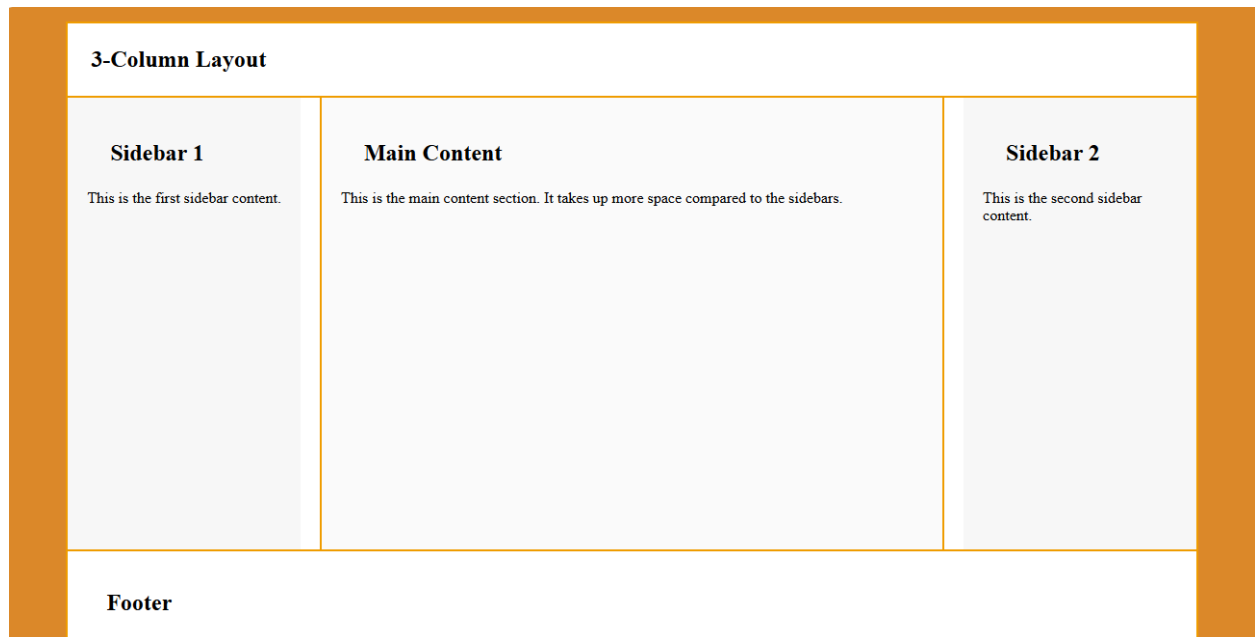 3-Column Layout
Sidebar 1
This is the first sidebar content.
Main Content
This is the main content section. It takes up more space compared to the sidebars.
Sidebar 2
This is the second sidebar
content.
Footer